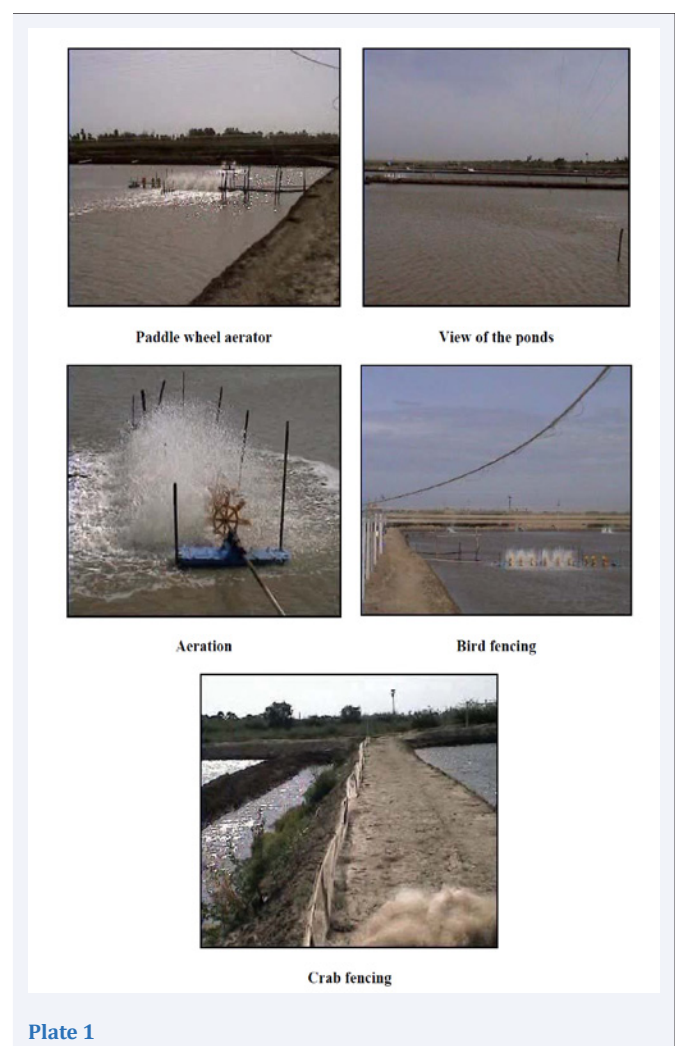 Paddle wheel aerator
View of the ponds
Aeration
Bird fencing
Crab fencing
Plate 1